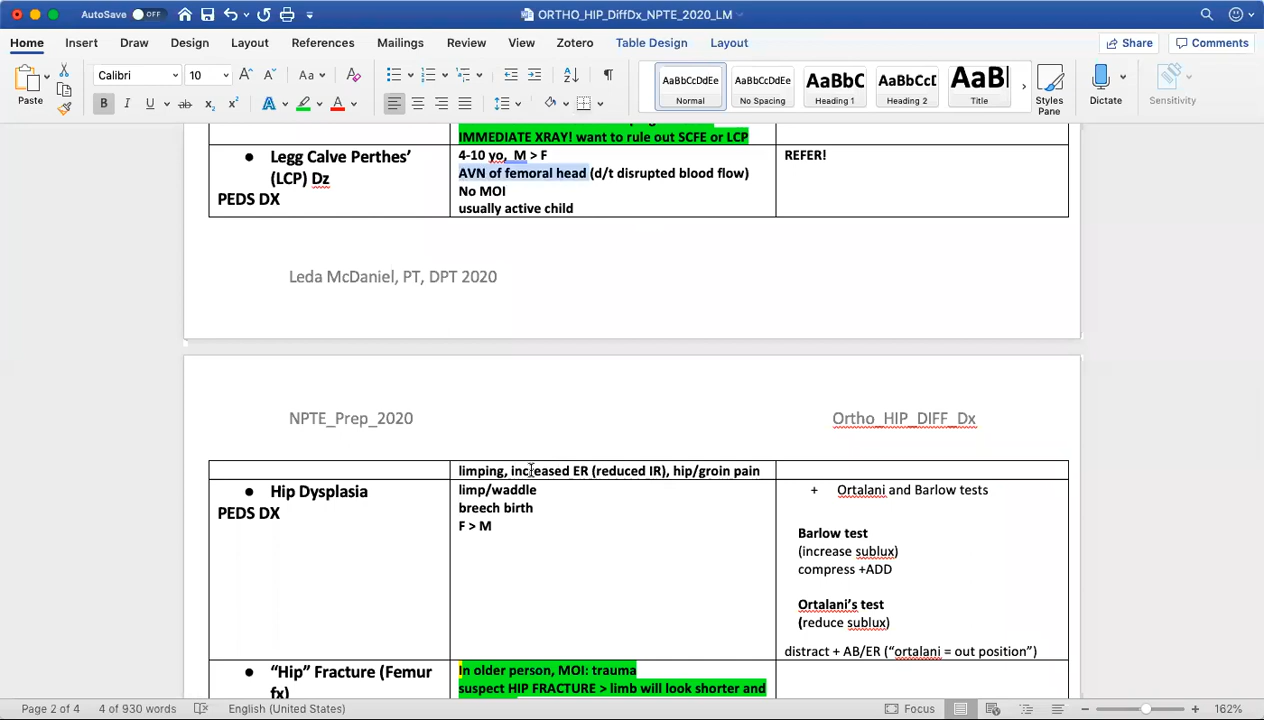 AutoSave OFF ORTHO_HIP_DiffDx_NPTE_2020_LM
Home Insert Draw Design Layout References Mailings Review View Zotero Table Design Layout Share Comments
Paste Calibri 10 Aa B I U ab x₂ x² A A AaBbCcDdEe Normal AaBbCcDdEe No Spacing AaBbC Heading 1 AaBbCcI Heading 2 AaBl Title Styles Pane Dictate Sensitivity
IMMEDIATE XRAY! want to rule out SCFE or LCP
● Legg Calve Perthes’
(LCP) Dz
PEDS DX
4-10 yo, M > F
AVN of femoral head (d/t disrupted blood flow)
No MOI
usually active child
REFER!
Leda McDaniel, PT, DPT 2020
NPTE_Prep_2020
Ortho_HIP_DIFF_Dx
limping, increased ER (reduced IR), hip/groin pain
● Hip Dysplasia
PEDS DX
limp/waddle
breech birth
F > M
+ Ortalani and Barlow tests
Barlow test
(increase sublux)
compress +ADD
Ortalani’s test
(reduce sublux)
distract + AB/ER (“ortalani = out position”)
● “Hip” Fracture (Femur
fx)
In older person, MOI: trauma
suspect HIP FRACTURE > limb will look shorter and
Page 2 of 4 4 of 930 words English (United States) Focus 162%